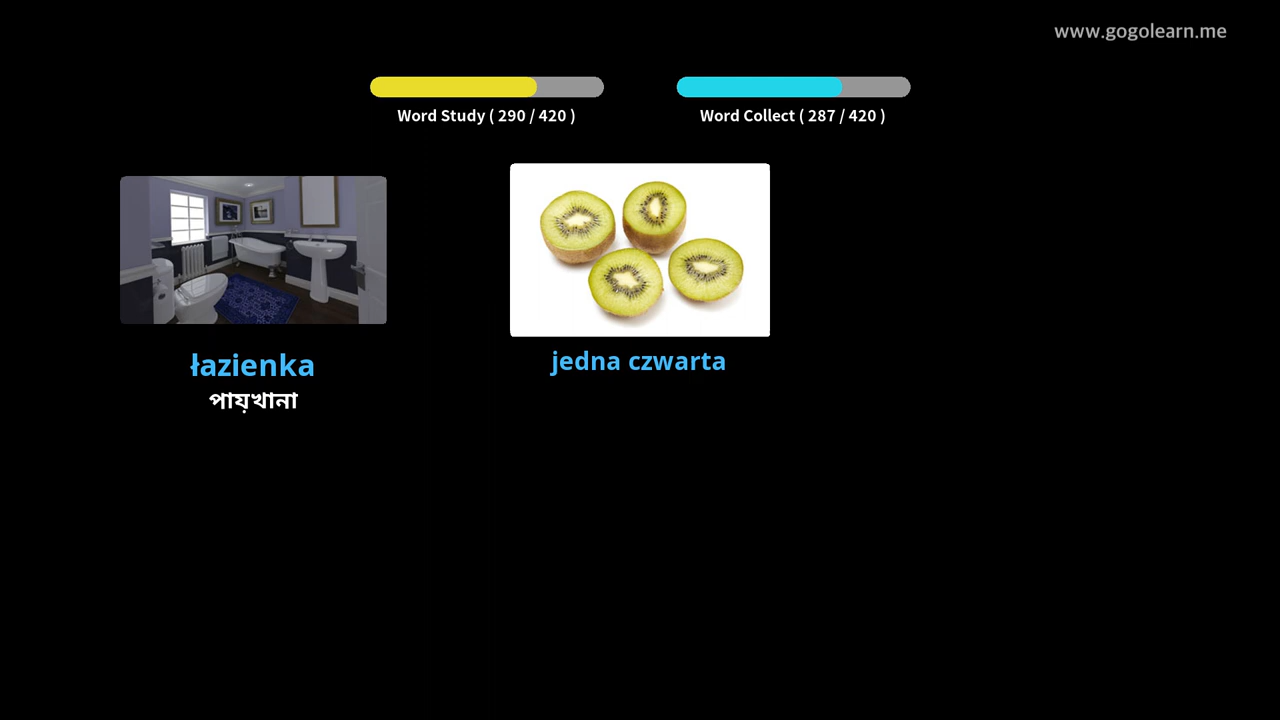 www.gogolearn.me
Word Study ( 290 / 420 )
Word Collect ( 287 / 420 )
łazienka
পায়খানা
jedna czwarta